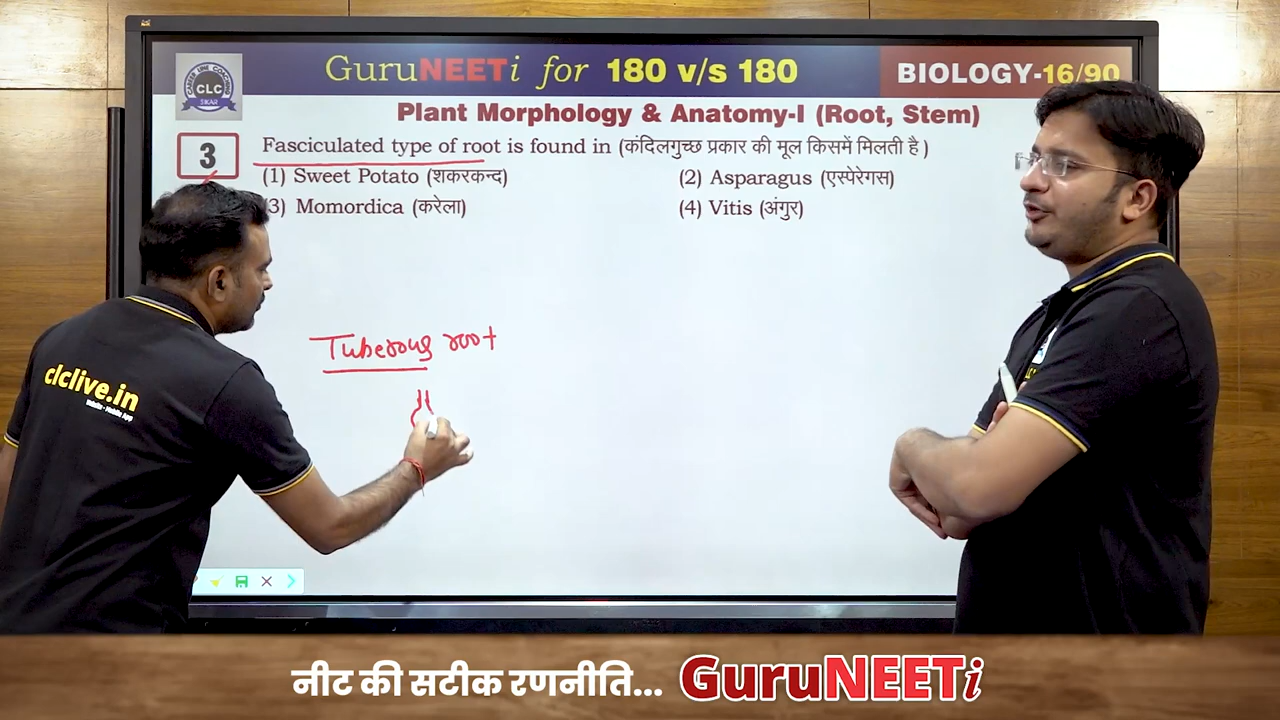 GuruNEETi for 180 v/s 180
BIOLOGY-16/90
CAREER LINE COACHING
CLC
SIKAR
Plant Morphology & Anatomy-I (Root, Stem)
3
Fasciculated type of root is found in (कंदिलगुच्छ प्रकार की मूल किसमें मिलती है)
(1) Sweet Potato (शकरकन्द)
(2) Asparagus (एस्पेरेगस)
3) Momordica (करेला)
(4) Vitis (अंगुर)
Tuberous root
clclive.in
नीट की सटीक रणनीति... GuruNEETi